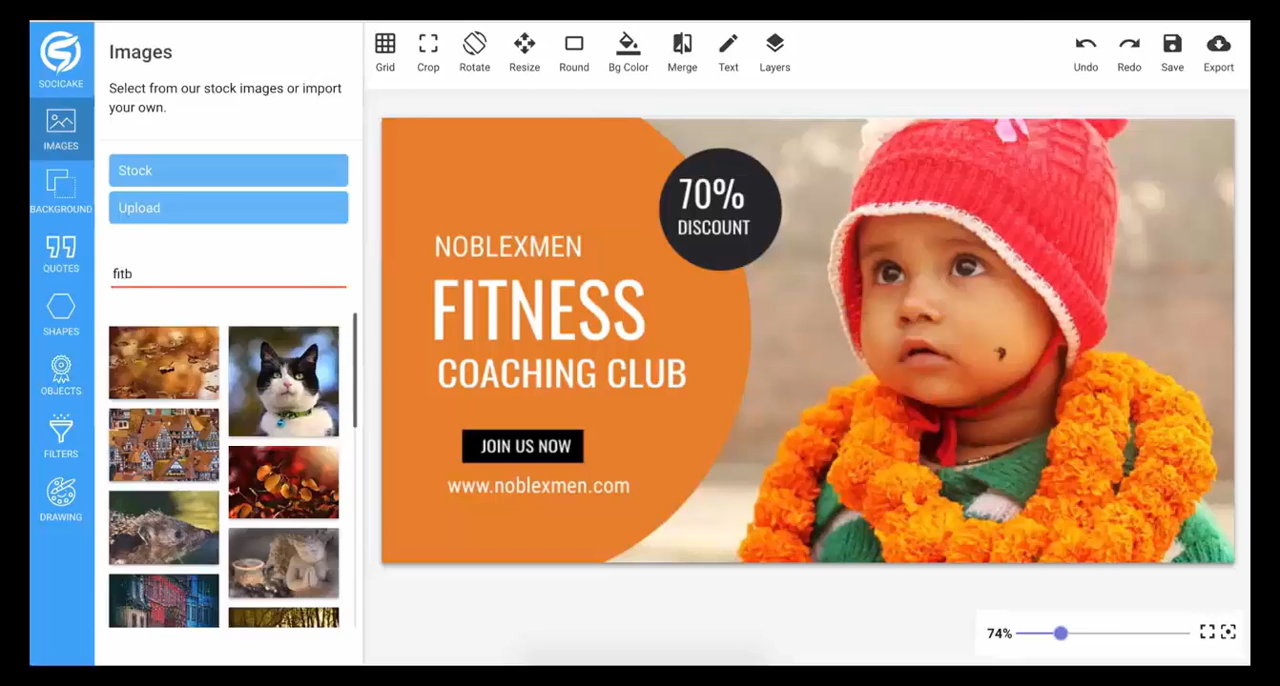 SOCICAKE
IMAGES
BACKGROUND
QUOTES
SHAPES
OBJECTS
FILTERS
DRAWING
Images
Select from our stock images or import
your own.
Stock
Upload
fitb
Grid Crop Rotate Resize Round Bg Color Merge Text Layers Undo Redo Save Export
70%
DISCOUNT
NOBLEXMEN
FITNESS
COACHING CLUB
JOIN US NOW
www.noblexmen.com
74%